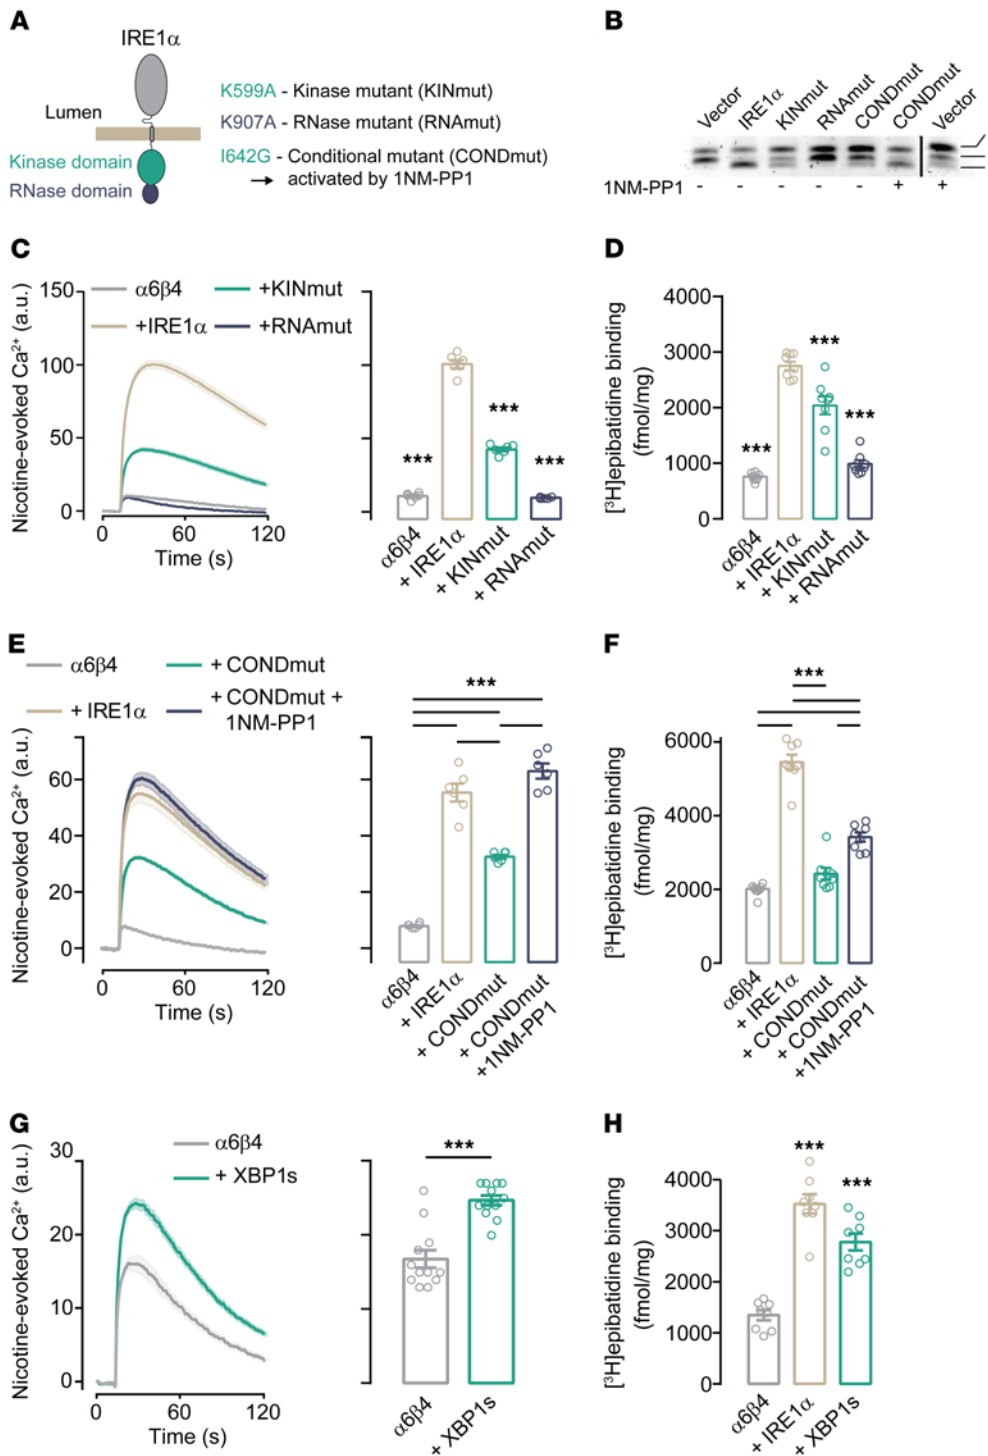 A
IRE1α
Lumen
Kinase domain
RNase domain
K599A - Kinase mutant (KINmut)
K907A - RNase mutant (RNAmut)
I642G - Conditional mutant (CONDmut)
→ activated by 1NM-PP1
B
Vector
IRE1α
KINmut
RNAmut
CONDmut
CONDmut
Vector
1NM-PP1 - - - - - + +
C
Nicotine-evoked Ca²⁺ (a.u.)
150
100
50
0
α6β4
+IRE1α
+KINmut
+RNAmut
0 60 120
Time (s)
***
***
***
α6β4
+ IRE1α
+ KINmut
+ RNAmut
D
[³H]epibatidine binding
(fmol/mg)
4000
3000
2000
1000
0
***
***
***
α6β4
+ IRE1α
+ KINmut
+ RNAmut
E
Nicotine-evoked Ca²⁺ (a.u.)
α6β4
+ IRE1α
+ CONDmut
+ CONDmut +
1NM-PP1
60
40
20
0
0 60 120
Time (s)
***
α6β4
+ IRE1α
+ CONDmut
+ CONDmut
+1NM-PP1
F
[³H]epibatidine binding
(fmol/mg)
6000
4000
2000
0
***
α6β4
+ IRE1α
+ CONDmut
+ CONDmut
+1NM-PP1
G
Nicotine-evoked Ca²⁺ (a.u.)
30
20
10
0
α6β4
+ XBP1s
0 60 120
Time (s)
***
α6β4
+ XBP1s
H
[³H]epibatidine binding
(fmol/mg)
4000
3000
2000
1000
0
***
***
α6β4
+ IRE1α
+ XBP1s